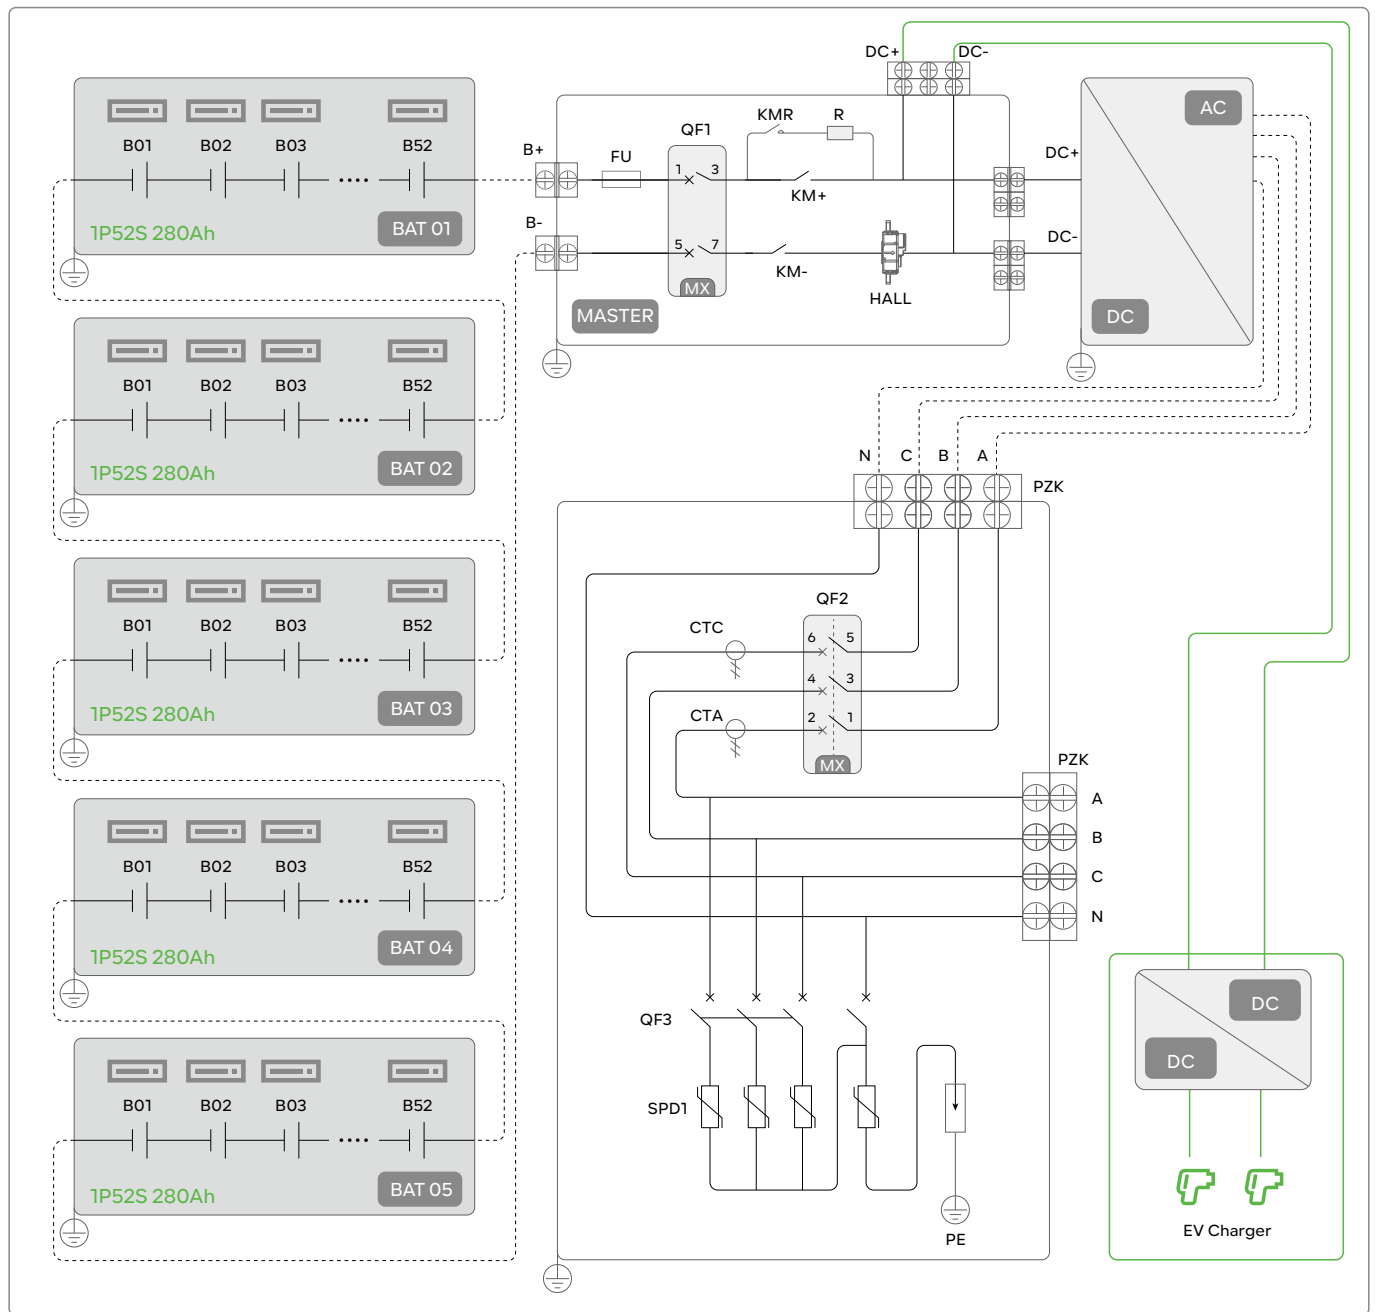 B01 B02 B03 B52
1P52S 280Ah
BAT 01
B01 B02 B03 B52
1P52S 280Ah
BAT 02
B01 B02 B03 B52
1P52S 280Ah
BAT 03
B01 B02 B03 B52
1P52S 280Ah
BAT 04
B01 B02 B03 B52
1P52S 280Ah
BAT 05
DC+ DC-
B+
B-
FU
QF1
1 3
5 7
MX
KMR R
KM+
KM-
HALL
MASTER
DC+
DC-
AC
DC
N C B A
PZK
QF2
CTC
6 5
4 3
CTA
2 1
MX
PZK
A
B
C
N
QF3
SPD1
PE
DC
DC
EV Charger